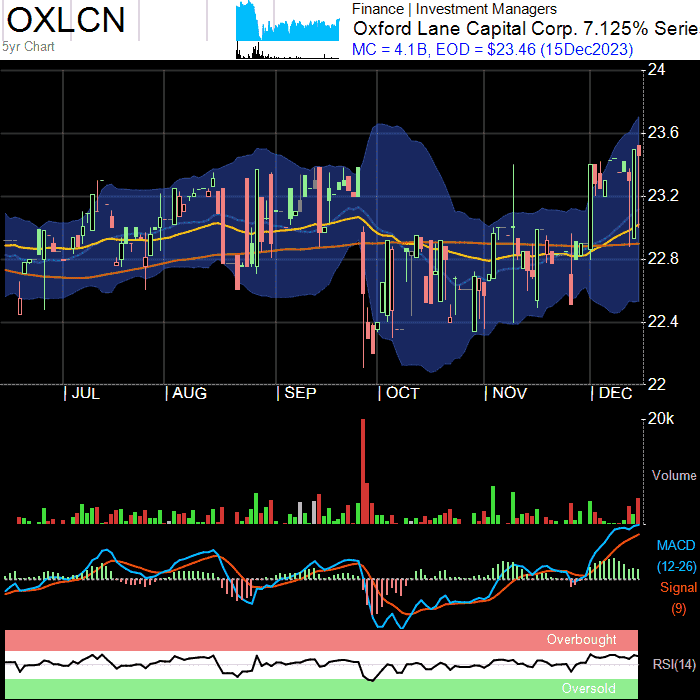 OXLCN
5yr Chart
Finance | Investment Managers
Oxford Lane Capital Corp. 7.125% Serie
MC = 4.1B, EOD = $23.46 (15Dec2023)
24
23.6
23.2
22.8
22.4
22
JUL AUG SEP OCT NOV DEC
20k
Volume
MACD
(12-26)
Signal
(9)
Overbought
RSI(14)
Oversold